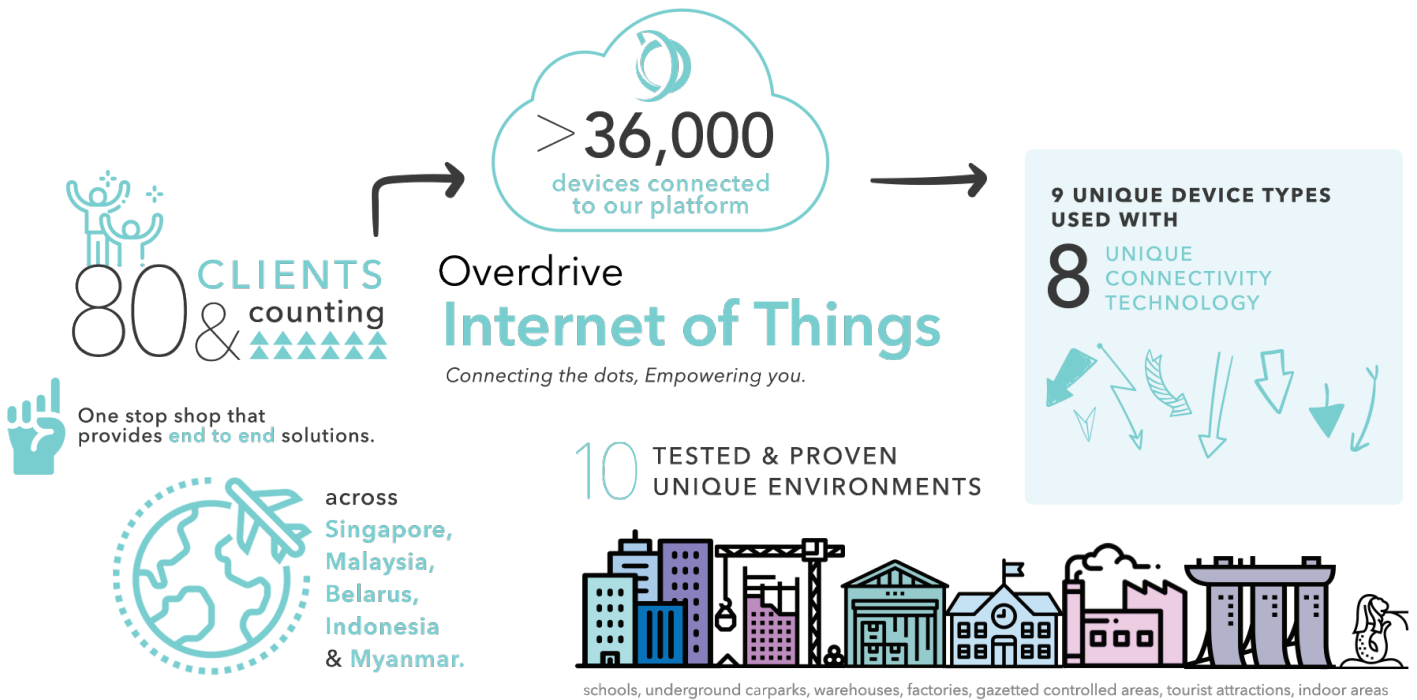 80 CLIENTS
& counting
One stop shop that
provides end to end solutions.
across
Singapore,
Malaysia,
Belarus,
Indonesia
& Myanmar.
>36,000
devices connected
to our platform
Overdrive
Internet of Things
Connecting the dots, Empowering you.
9 UNIQUE DEVICE TYPES
USED WITH
8 UNIQUE
CONNECTIVITY
TECHNOLOGY
10 TESTED & PROVEN
UNIQUE ENVIRONMENTS
schools, underground carparks, warehouses, factories, gazetted controlled areas, tourist attractions, indoor areas